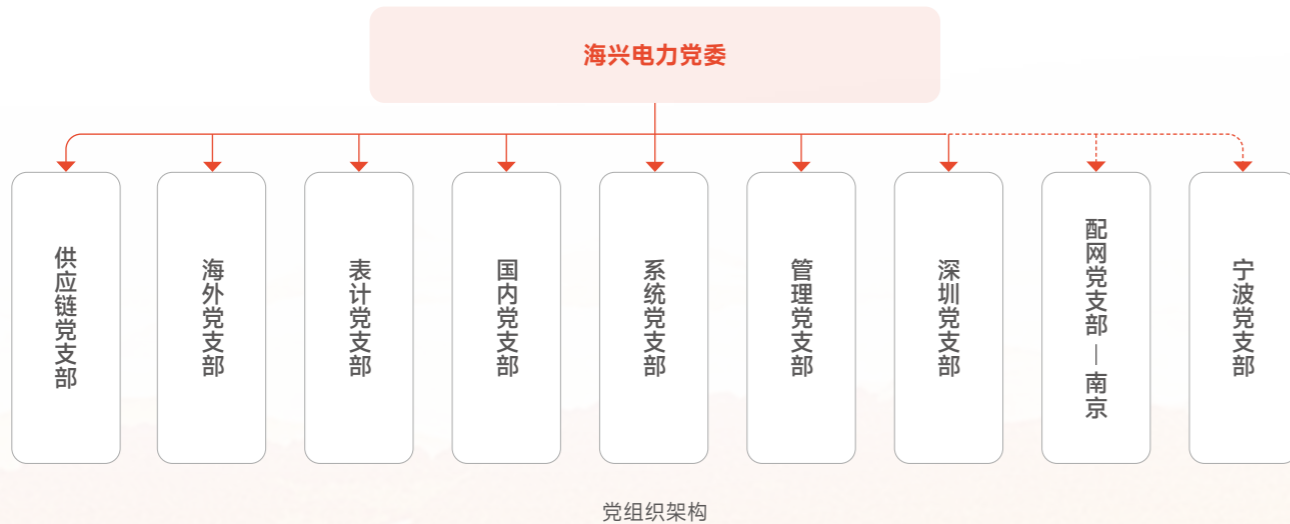 海兴电力党委
供应链党支部
海外党支部
表计党支部
国内党支部
系统党支部
管理党支部
深圳党支部
配网党支部—南京
宁波党支部
党组织架构